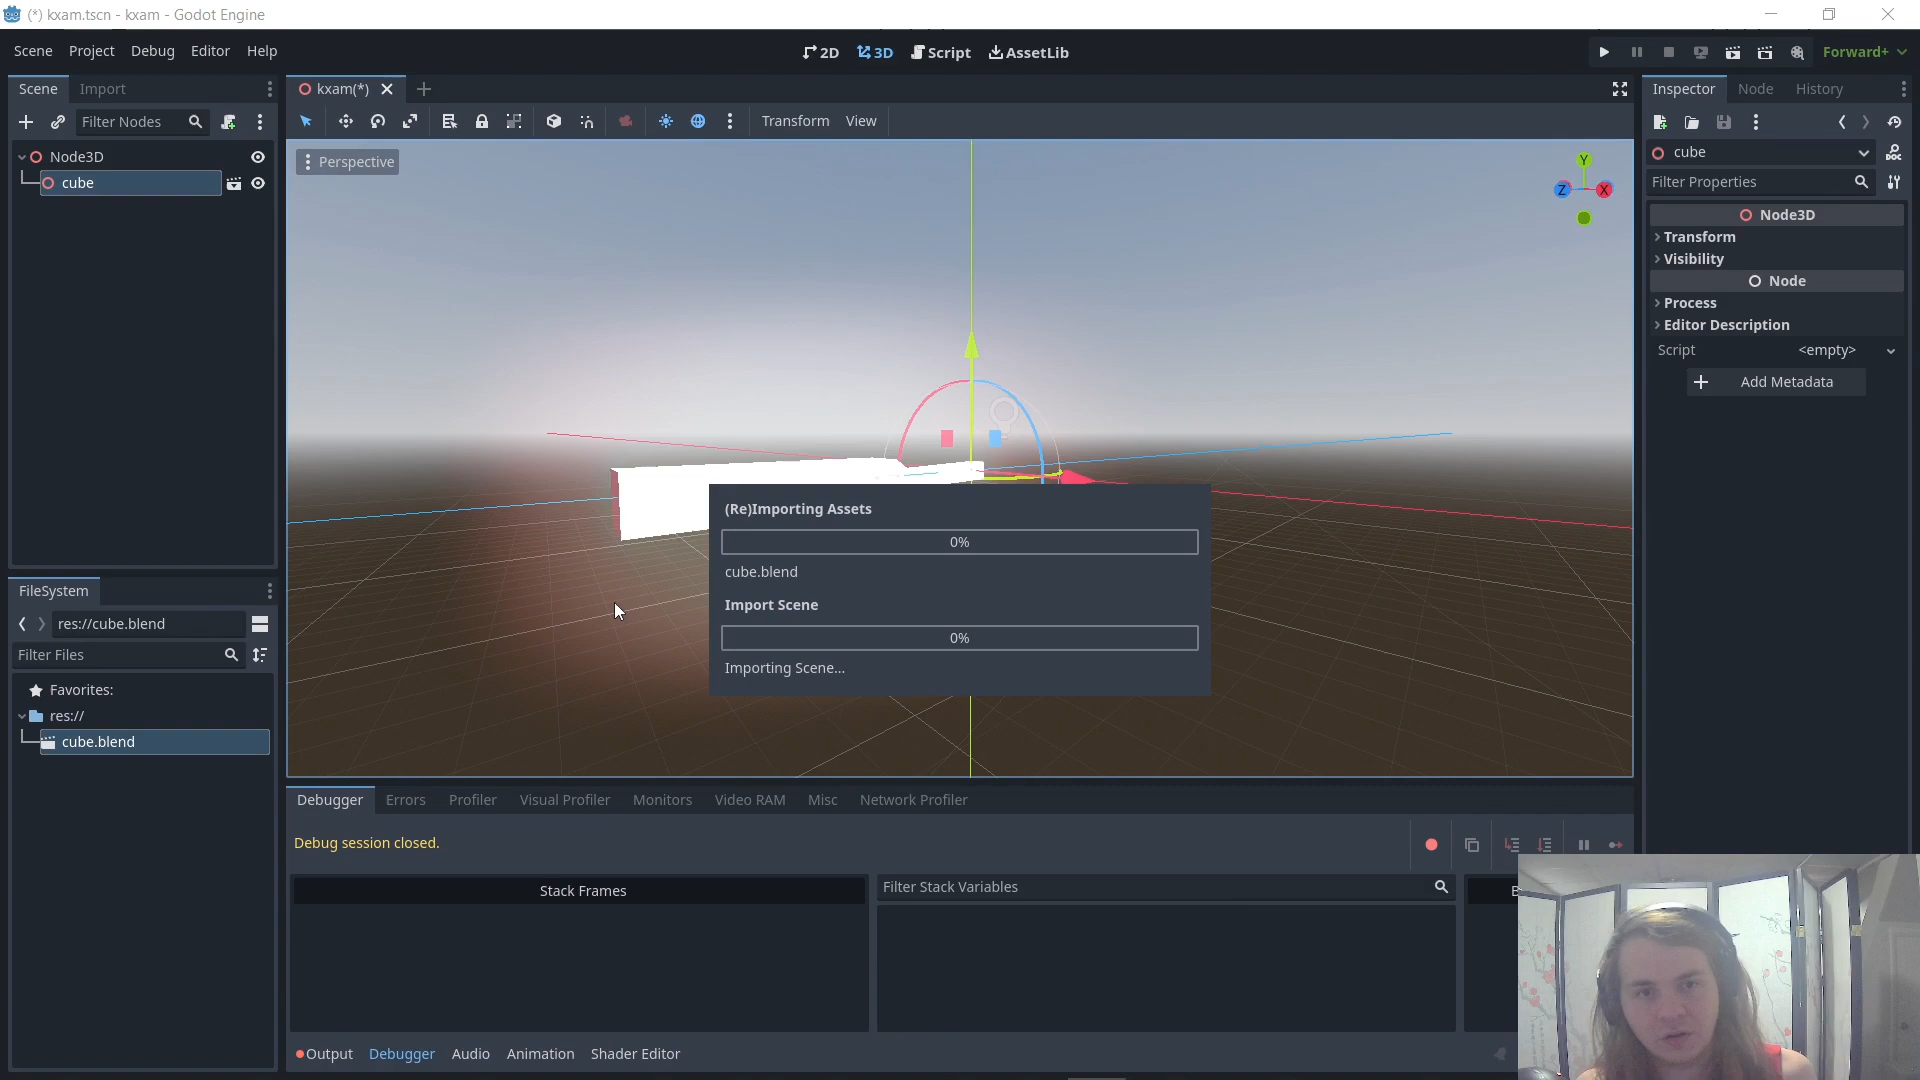 (*) kxam.tscn - kxam - Godot Engine
Scene Project Debug Editor Help
2D 3D Script AssetLib
Forward+
Scene Import
Filter Nodes
Node3D
cube
kxam(*)
Transform View
Perspective
Y
Z X
(Re)Importing Assets
0%
cube.blend
Import Scene
0%
Importing Scene...
Inspector Node History
cube
DOC
Filter Properties
Node3D
Transform
Visibility
Node
Process
Editor Description
Script <empty>
Add Metadata
FileSystem
res://cube.blend
Filter Files
Favorites:
res://
cube.blend
Debugger Errors Profiler Visual Profiler Monitors Video RAM Misc Network Profiler
Debug session closed.
Stack Frames
Filter Stack Variables
Output Debugger Audio Animation Shader Editor